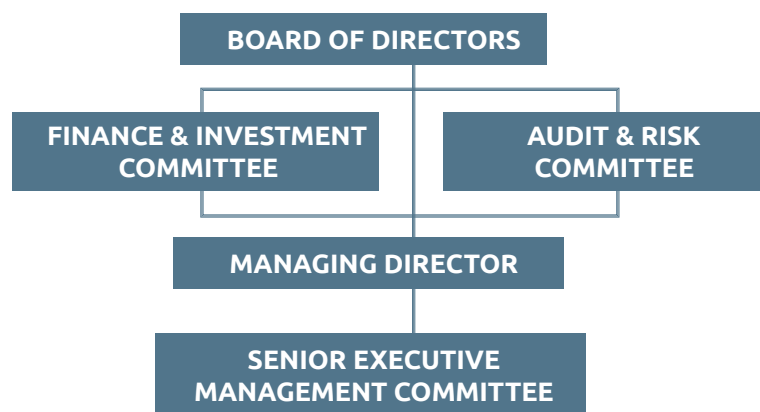 BOARD OF DIRECTORS
FINANCE & INVESTMENT
COMMITTEE
AUDIT & RISK
COMMITTEE
MANAGING DIRECTOR
SENIOR EXECUTIVE
MANAGEMENT COMMITTEE